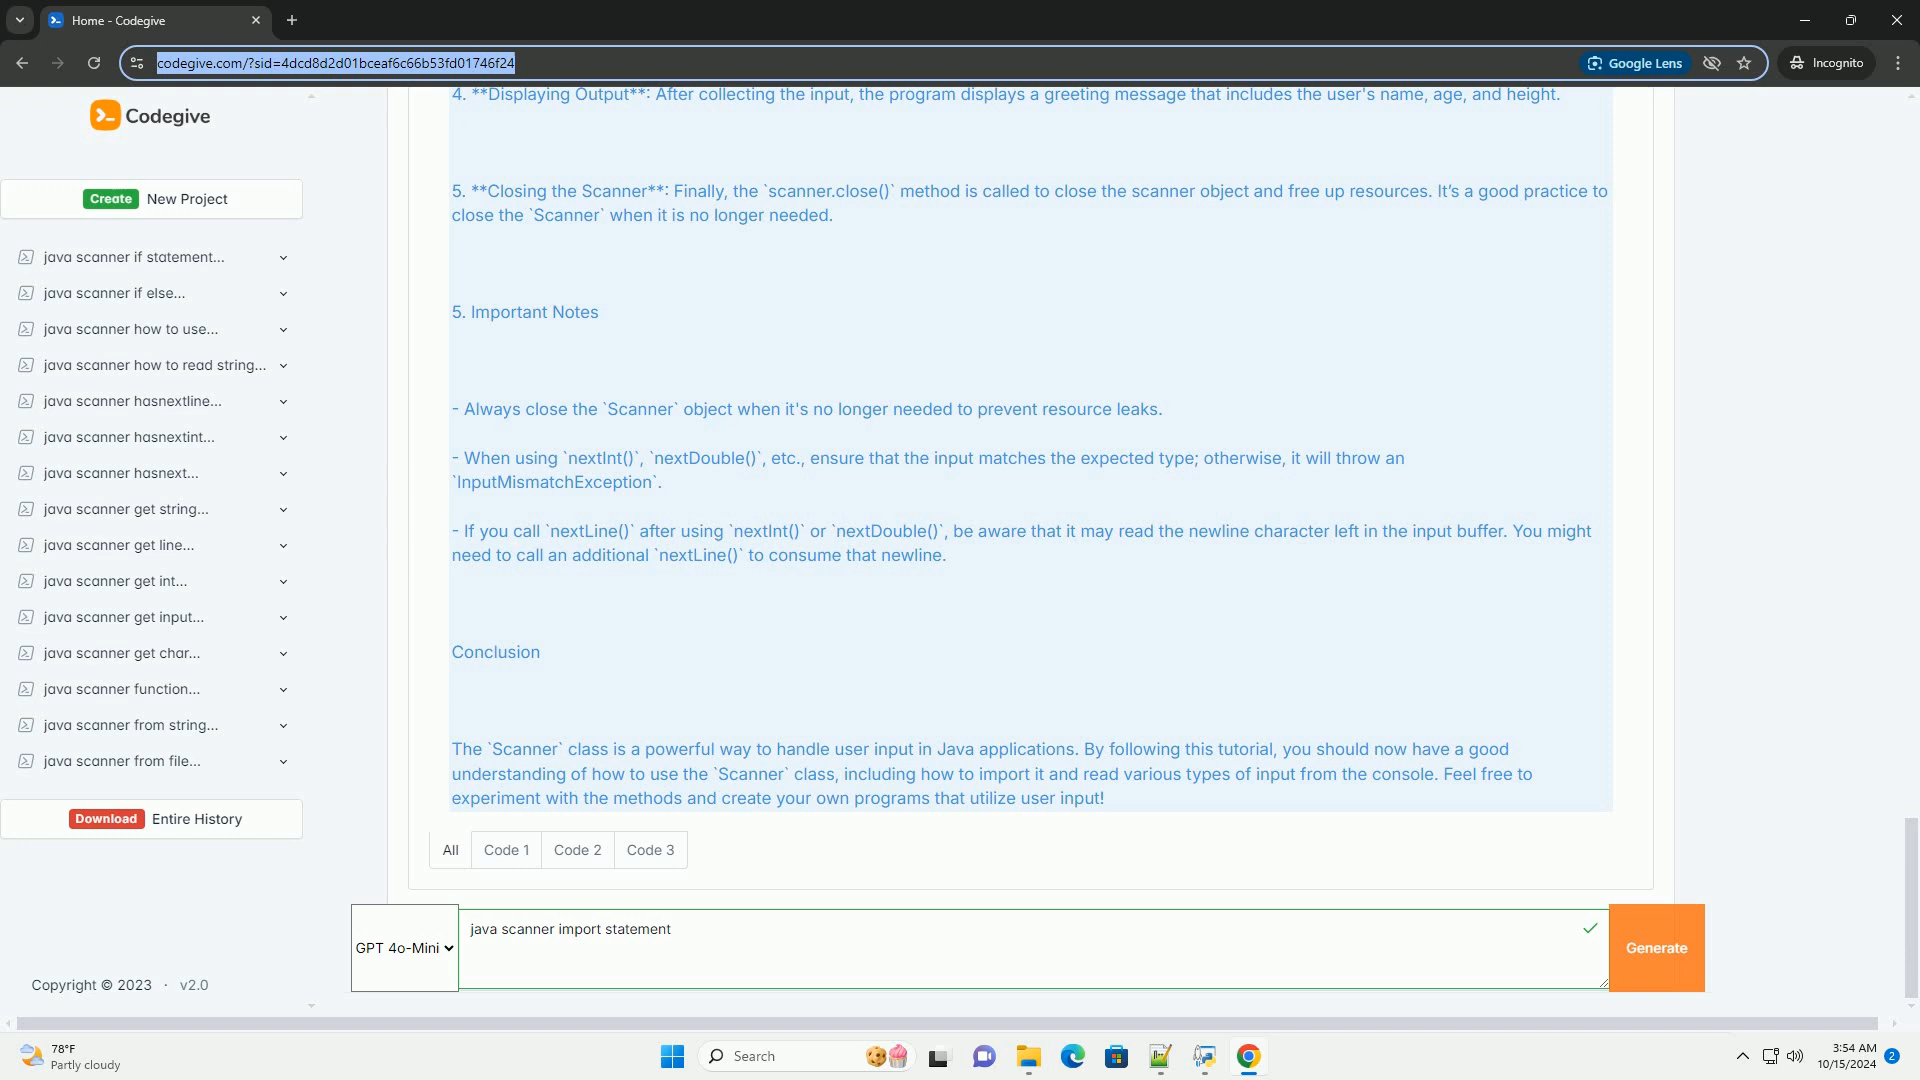 Home - Codegive
codegive.com/?sid=4dcd8d2d01bceaf6c66b53fd01746f24
Google Lens
Incognito
Codegive
Create New Project
java scanner if statement...
java scanner if else...
java scanner how to use...
java scanner how to read string...
java scanner hasnextline...
java scanner hasnextint...
java scanner hasnext...
java scanner get string...
java scanner get line...
java scanner get int...
java scanner get input...
java scanner get char...
java scanner function...
java scanner from string...
java scanner from file...
Download Entire History
Copyright © 2023 · v2.0
4. **Displaying Output**: After collecting the input, the program displays a greeting message that includes the user's name, age, and height.
5. **Closing the Scanner**: Finally, the `scanner.close()` method is called to close the scanner object and free up resources. It’s a good practice to
close the `Scanner` when it is no longer needed.
5. Important Notes
- Always close the `Scanner` object when it's no longer needed to prevent resource leaks.
- When using `nextInt()`, `nextDouble()`, etc., ensure that the input matches the expected type; otherwise, it will throw an
`InputMismatchException`.
- If you call `nextLine()` after using `nextInt()` or `nextDouble()`, be aware that it may read the newline character left in the input buffer. You might
need to call an additional `nextLine()` to consume that newline.
Conclusion
The `Scanner` class is a powerful way to handle user input in Java applications. By following this tutorial, you should now have a good
understanding of how to use the `Scanner` class, including how to import it and read various types of input from the console. Feel free to
experiment with the methods and create your own programs that utilize user input!
All Code 1 Code 2 Code 3
GPT 4o-Mini
java scanner import statement
Generate
78°F
Partly cloudy
Search
3:54 AM
10/15/2024
2